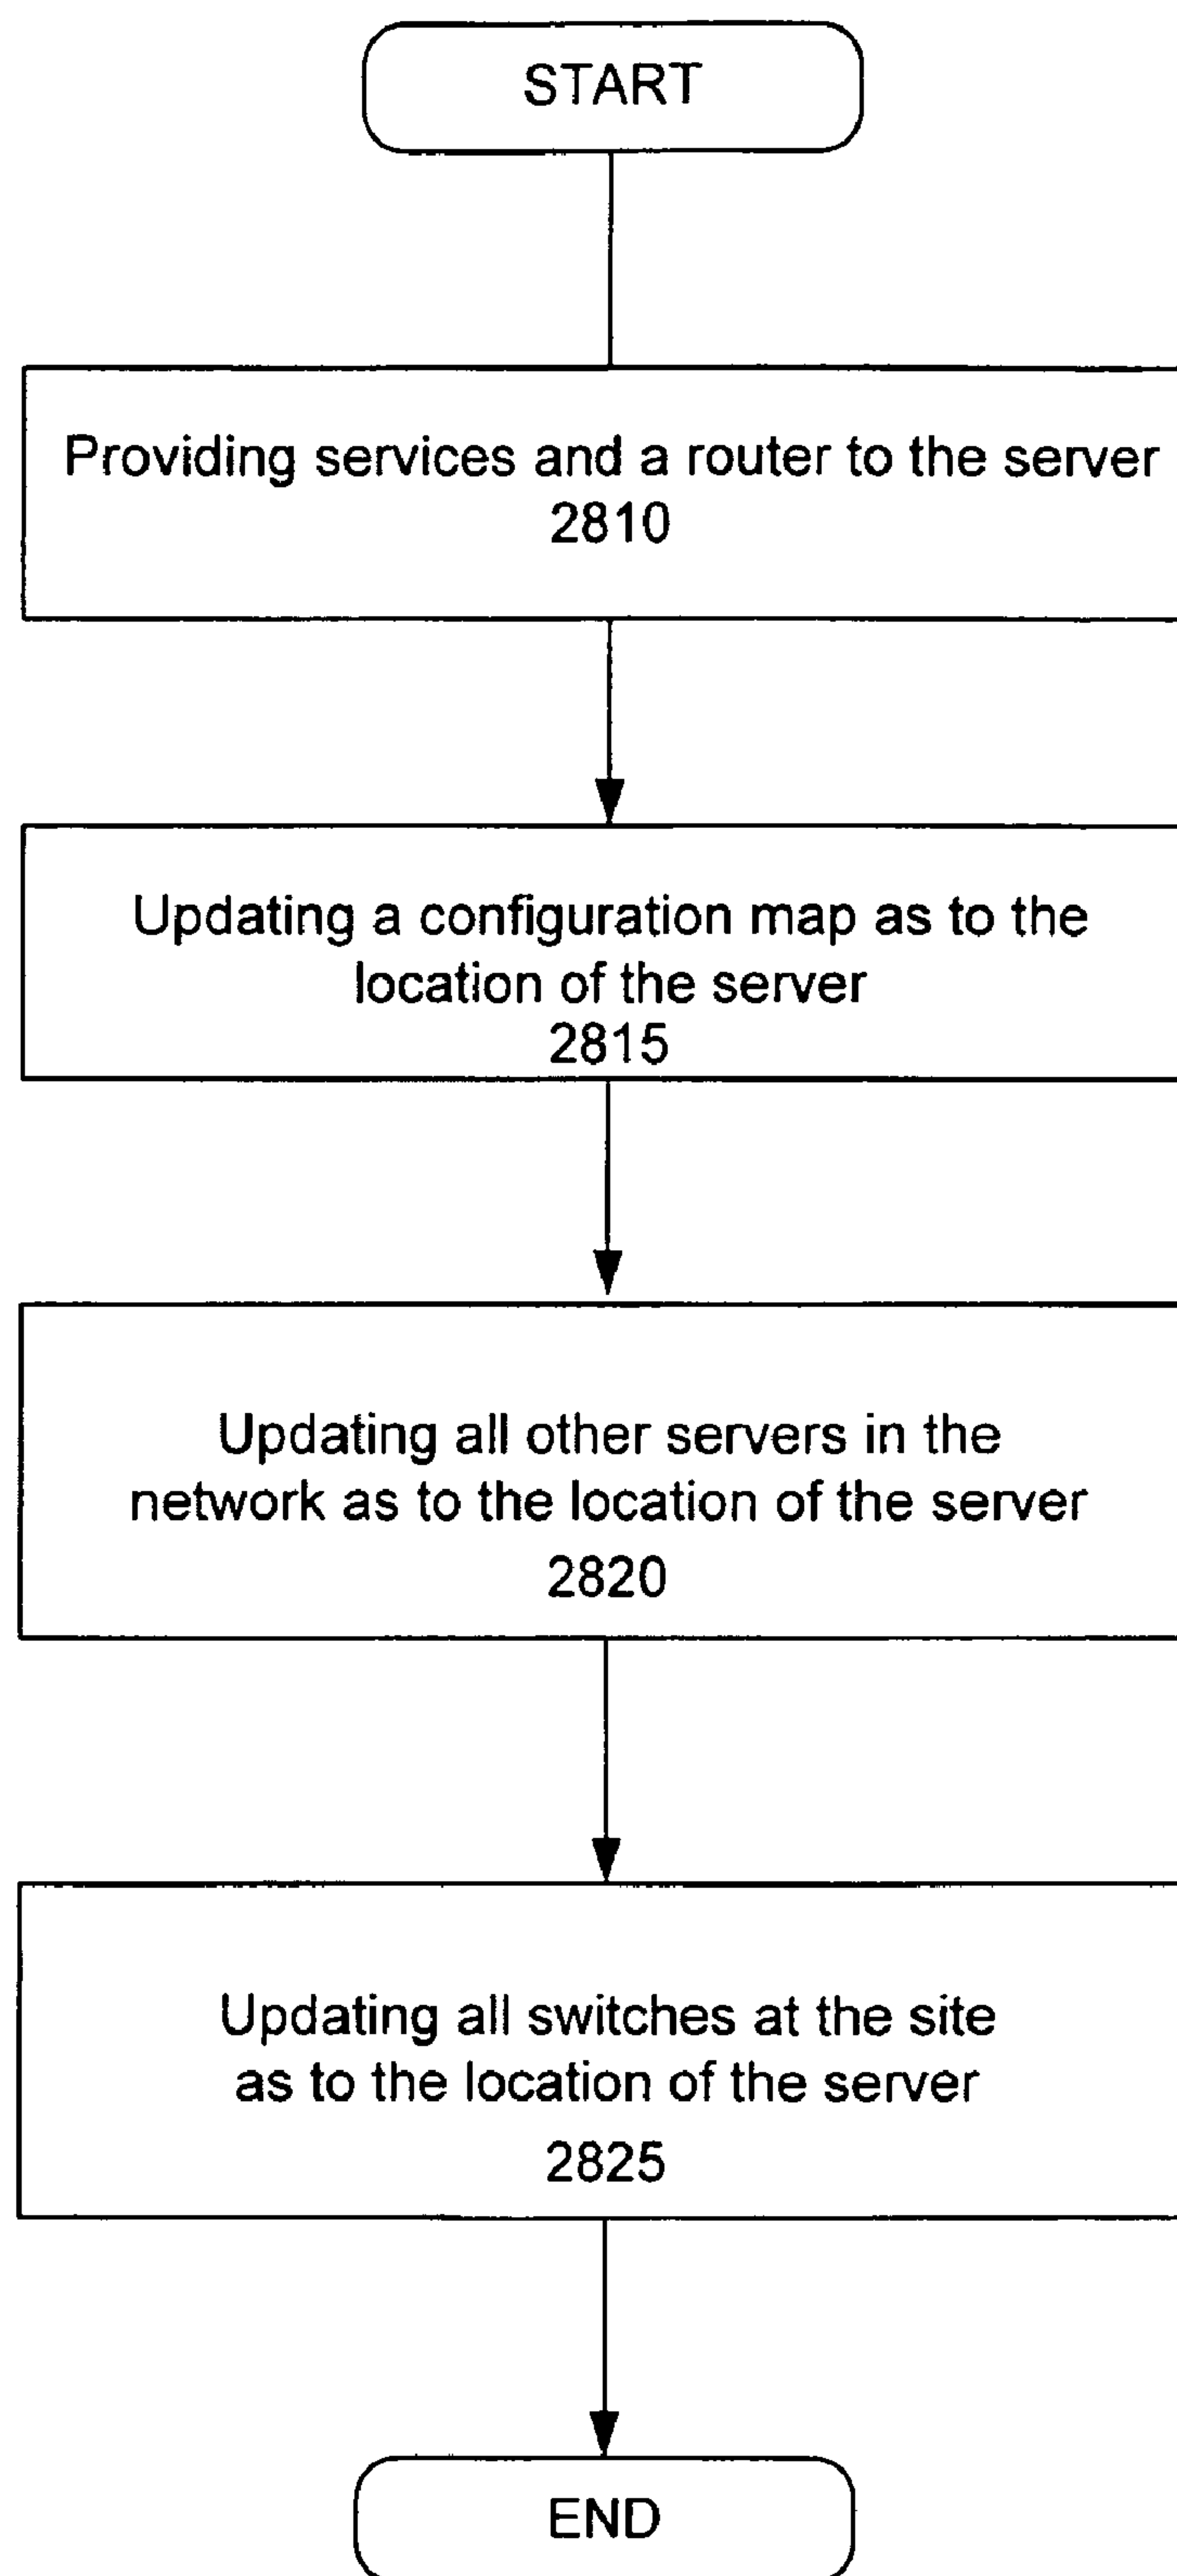 START
Providing services and a router to the server
2810
Updating a configuration map as to the
location of the server
2815
Updating all other servers in the
network as to the location of the server
2820
Updating all switches at the site
as to the location of the server
2825
END